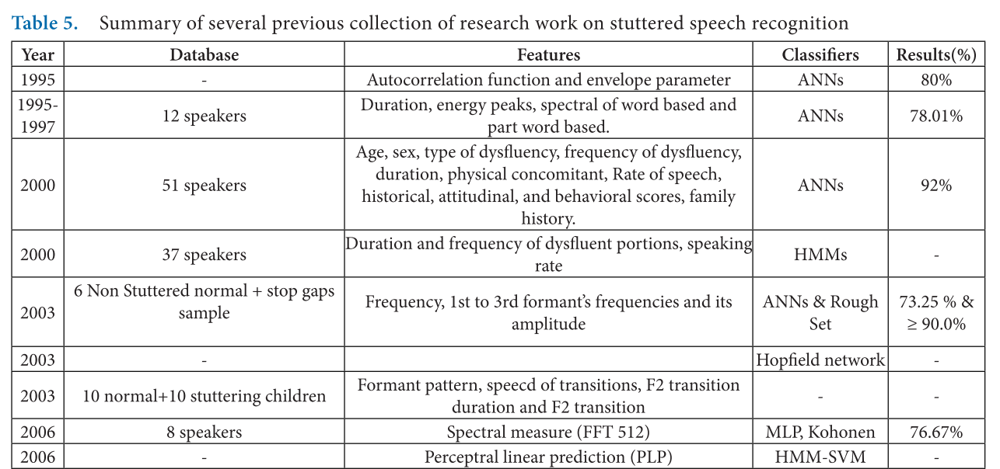 Table 5. Summary of several previous collection of research work on stuttered speech recognition
Year Database Features Classifiers Results(%)
1995 - Autocorrelation function and envelope parameter ANNs 80%
1995-
1997 12 speakers Duration, energy peaks, spectral of word based and
part word based. ANNs 78.01%
2000 51 speakers Age, sex, type of dysfluency, frequency of dysfluency,
duration, physical concomitant, Rate of speech,
historical, attitudinal, and behavioral scores, family
history. ANNs 92%
2000 37 speakers Duration and frequency of dysfluent portions, speaking
rate HMMs -
2003 6 Non Stuttered normal + stop gaps
sample Frequency, 1st to 3rd formant's frequencies and its
amplitude ANNs & Rough
Set 73.25 % &
≥ 90.0%
2003 - Hopfield network -
2003 10 normal+10 stuttering children Formant pattern, speecd of transitions, F2 transition
duration and F2 transition - -
2006 8 speakers Spectral measure (FFT 512) MLP, Kohonen 76.67%
2006 - Perceptral linear prediction (PLP) HMM-SVM -